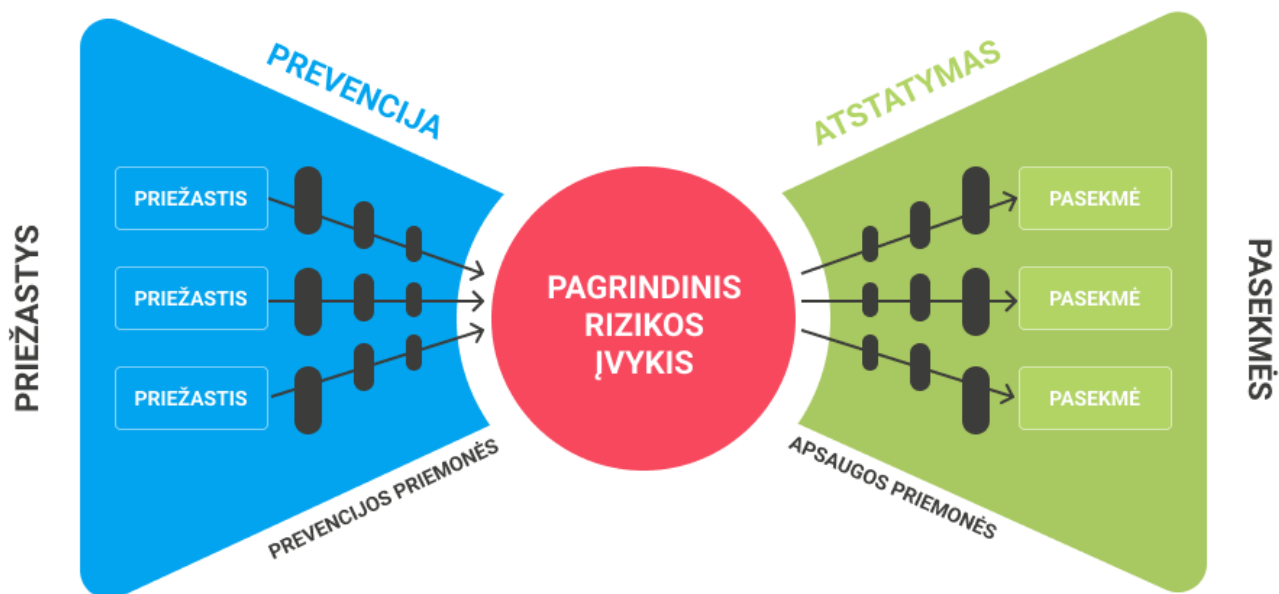 PRIEŽASTYS
PREVENCIJA
PRIEŽASTIS
PRIEŽASTIS
PRIEŽASTIS
PREVENCIJOS PRIEMONĖS
PAGRINDINIS
RIZIKOS
ĮVYKIS
ATSTATYMAS
PASEKMĖ
PASEKMĖ
PASEKMĖ
APSAUGOS PRIEMONĖS
PASEKMĖS